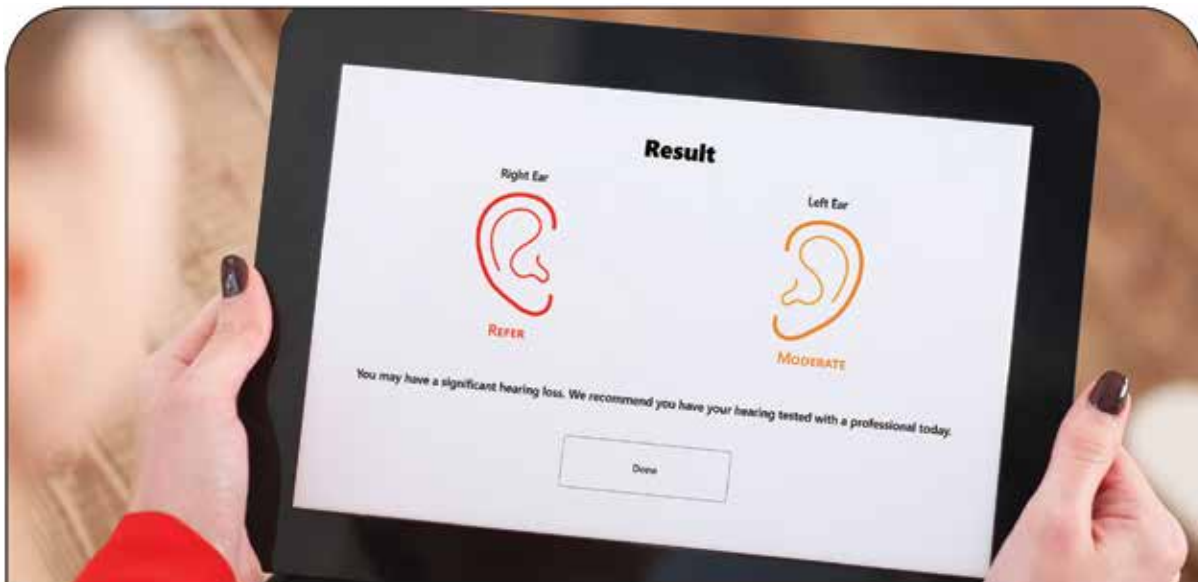 Result
Right Ear
Left Ear
REFER
MODERATE
You may have a significant hearing loss. We recommend you have your hearing tested with a professional today.
Done